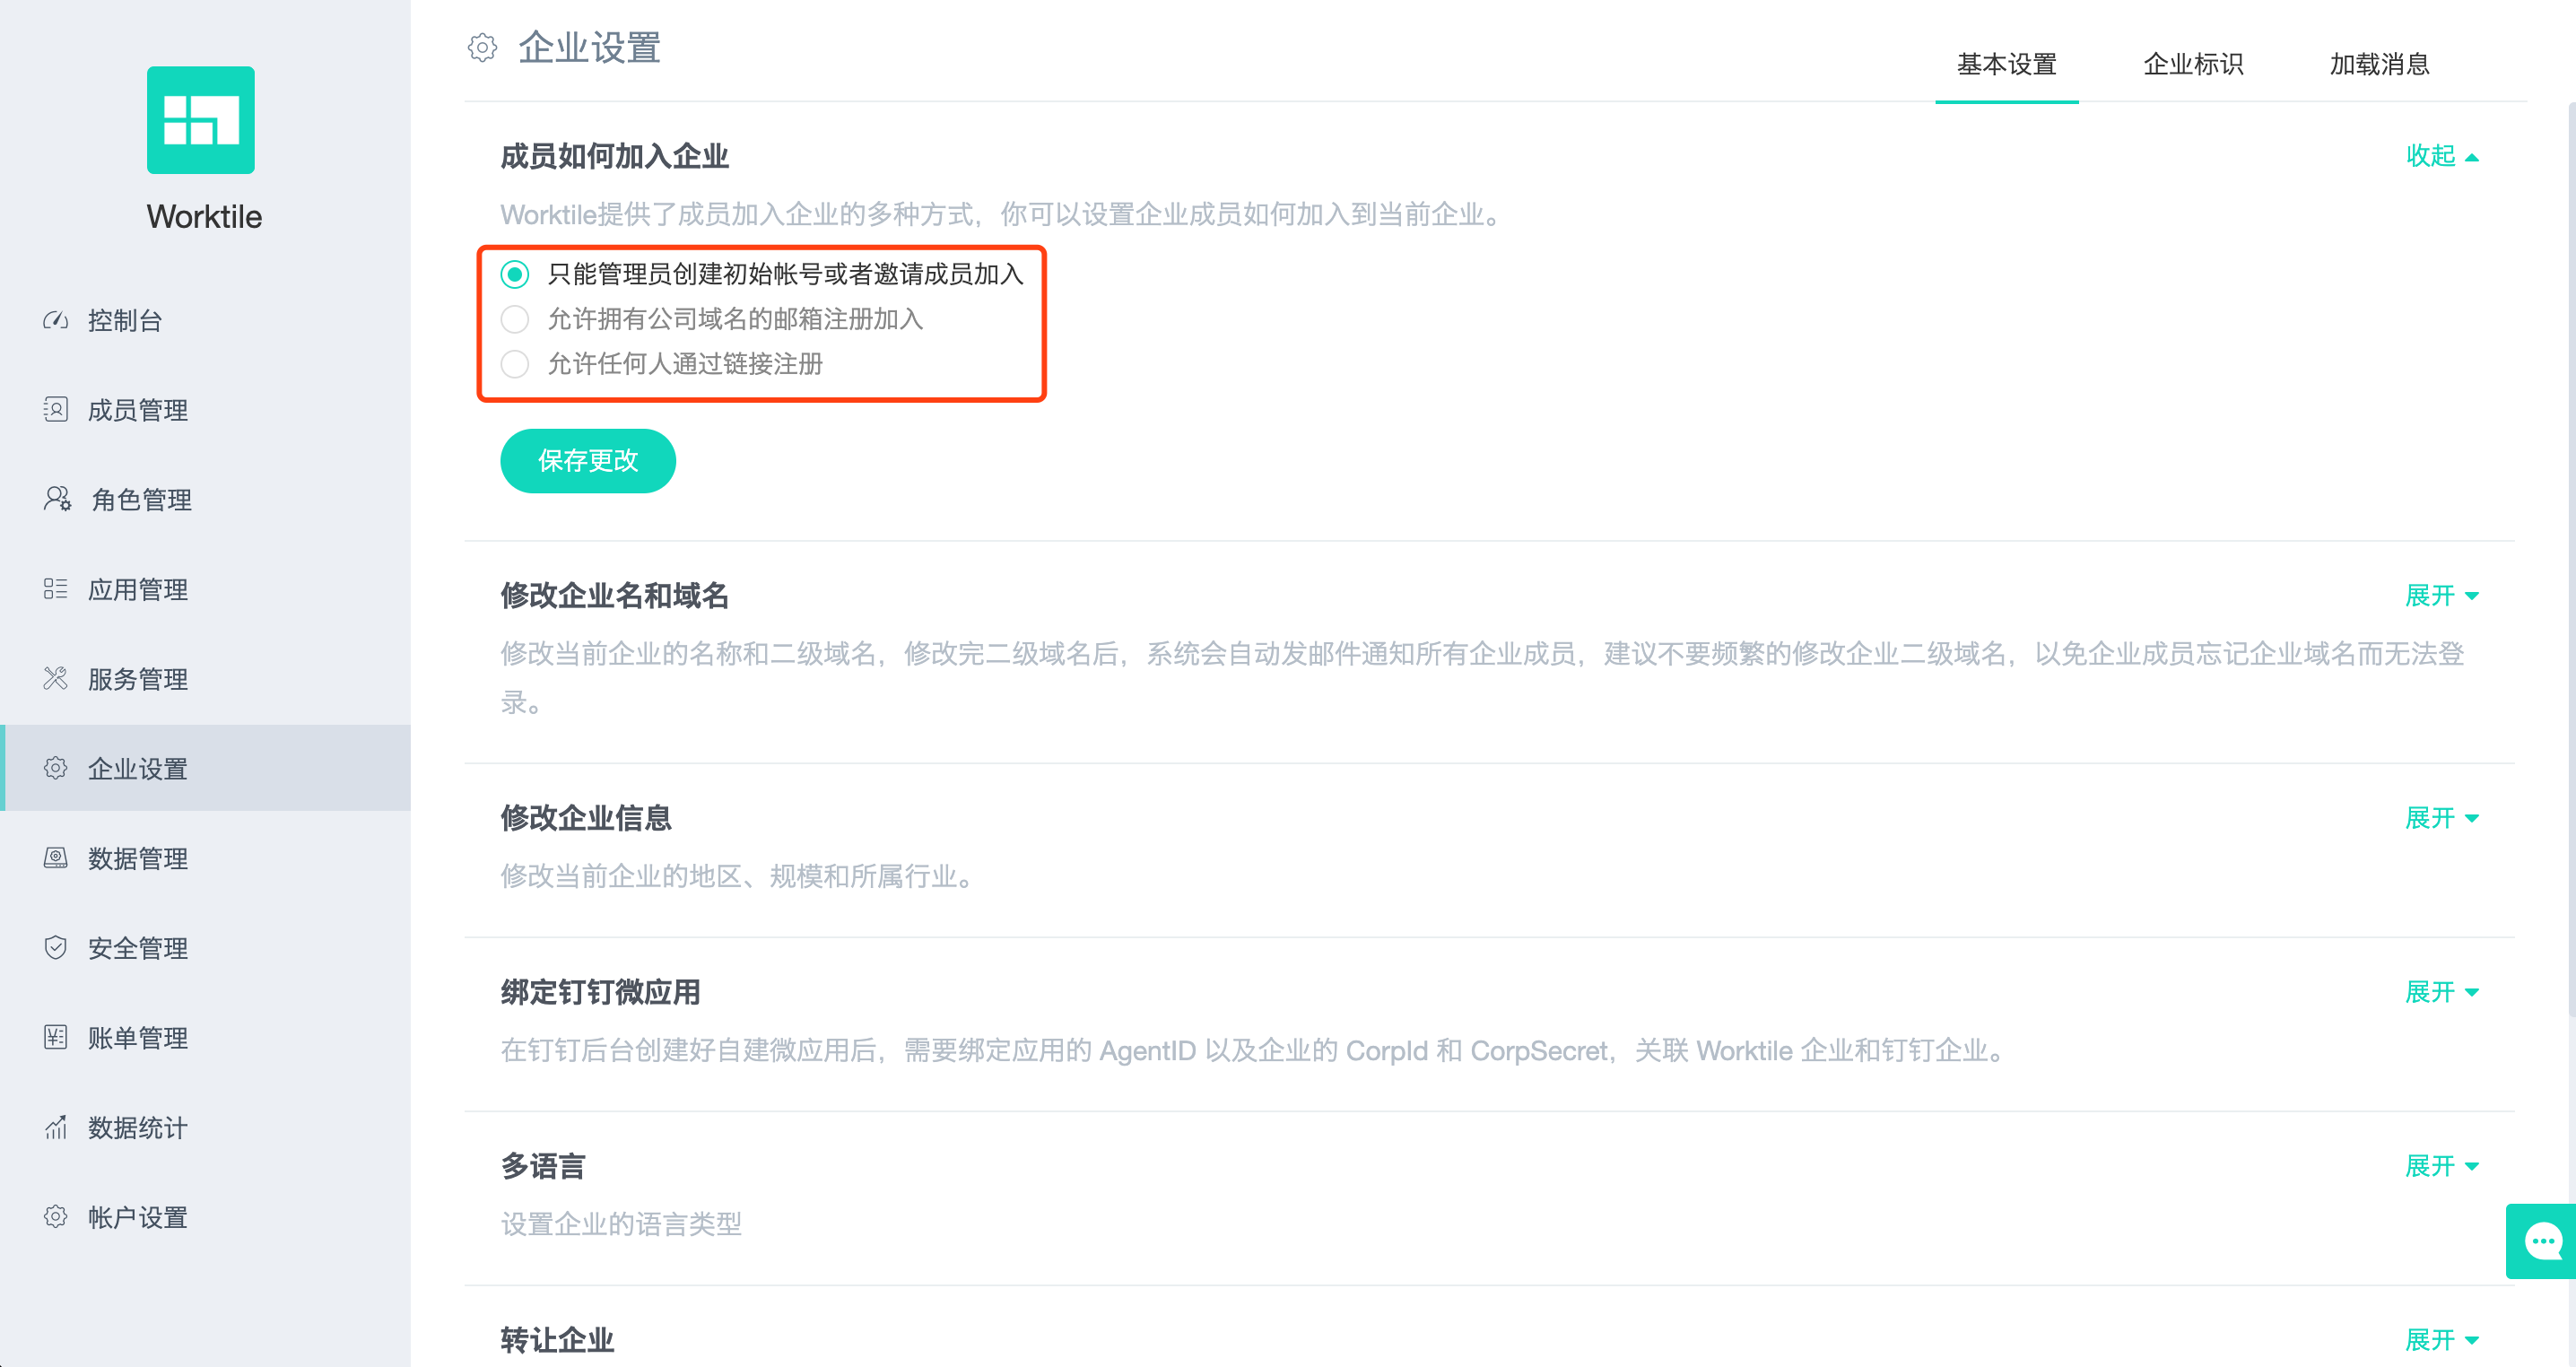 Worktile
控制台
成员管理
角色管理
应用管理
服务管理
企业设置
数据管理
安全管理
账单管理
数据统计
帐户设置
企业设置
基本设置
企业标识
加载消息
成员如何加入企业
收起
Worktile提供了成员加入企业的多种方式，你可以设置企业成员如何加入到当前企业。
只能管理员创建初始帐号或者邀请成员加入
允许拥有公司域名的邮箱注册加入
允许任何人通过链接注册
保存更改
修改企业名和域名
展开
修改当前企业的名称和二级域名，修改完二级域名后，系统会自动发邮件通知所有企业成员，建议不要频繁的修改企业二级域名，以免企业成员忘记企业域名而无法登
录。
修改企业信息
展开
修改当前企业的地区、规模和所属行业。
绑定钉钉微应用
展开
在钉钉后台创建好自建微应用后，需要绑定应用的 AgentID 以及企业的 CorpId 和 CorpSecret，关联 Worktile 企业和钉钉企业。
多语言
展开
设置企业的语言类型
转让企业
展开